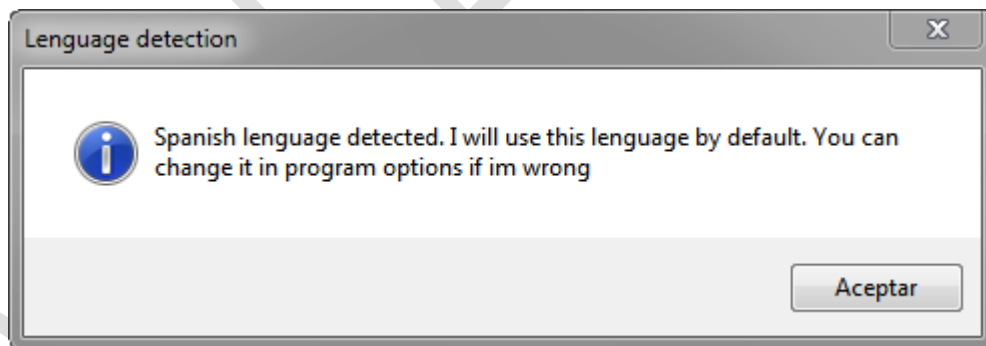 Lenguage detection
Spanish lenguage detected. I will use this lenguage by default. You can
change it in program options if im wrong
Aceptar